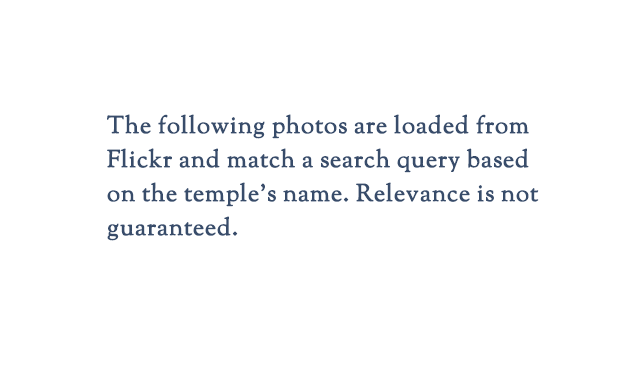 The following photos are loaded from
Flickr and match a search query based
on the temple’s name. Relevance is not
guaranteed.